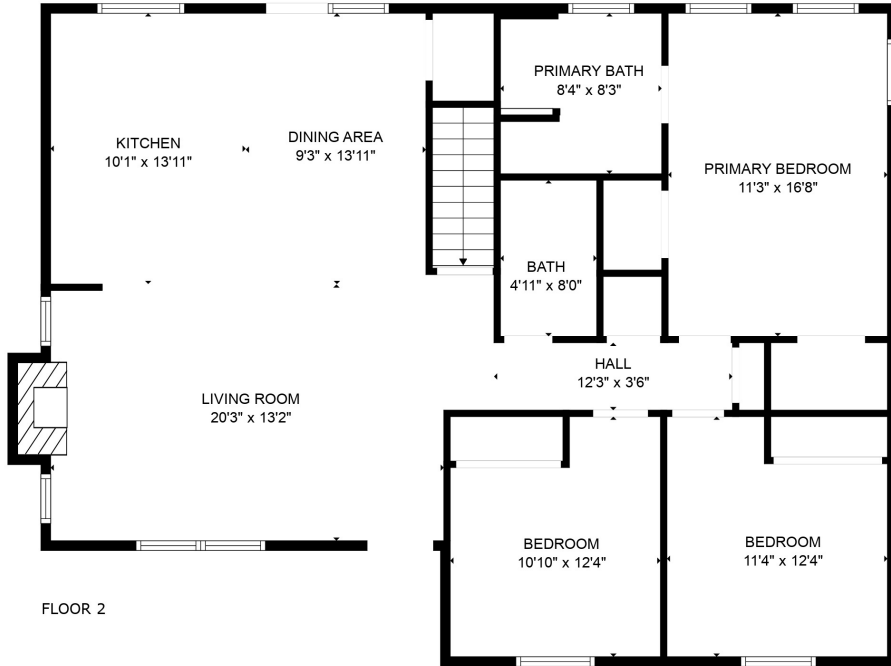 PRIMARY BATH
8'4" x 8'3"
KITCHEN
10'1" x 13'11"
DINING AREA
9'3" x 13'11"
PRIMARY BEDROOM
11'3" x 16'8"
BATH
4'11" x 8'0"
HALL
12'3" x 3'6"
LIVING ROOM
20'3" x 13'2"
BEDROOM
10'10" x 12'4"
BEDROOM
11'4" x 12'4"
FLOOR 2